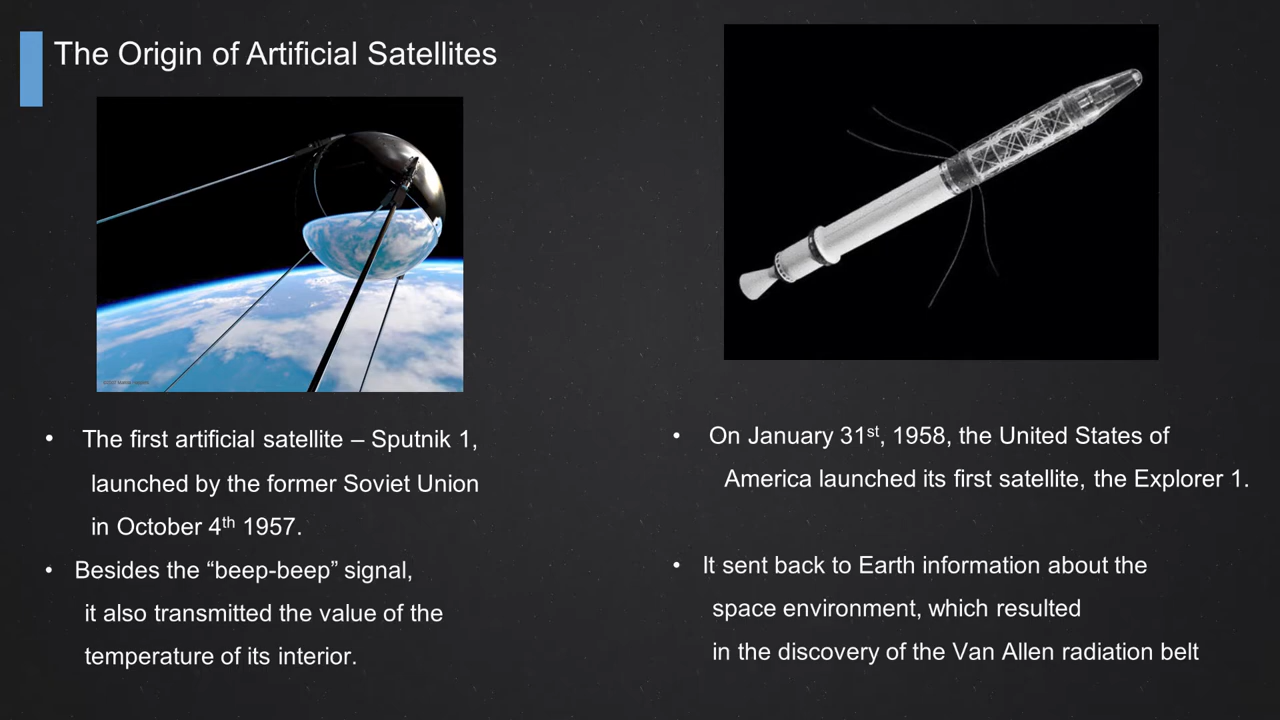 The Origin of Artificial Satellites
• The first artificial satellite – Sputnik 1,
launched by the former Soviet Union
in October 4th 1957.
• Besides the “beep-beep” signal,
it also transmitted the value of the
temperature of its interior.
• On January 31st, 1958, the United States of
America launched its first satellite, the Explorer 1.
• It sent back to Earth information about the
space environment, which resulted
in the discovery of the Van Allen radiation belt